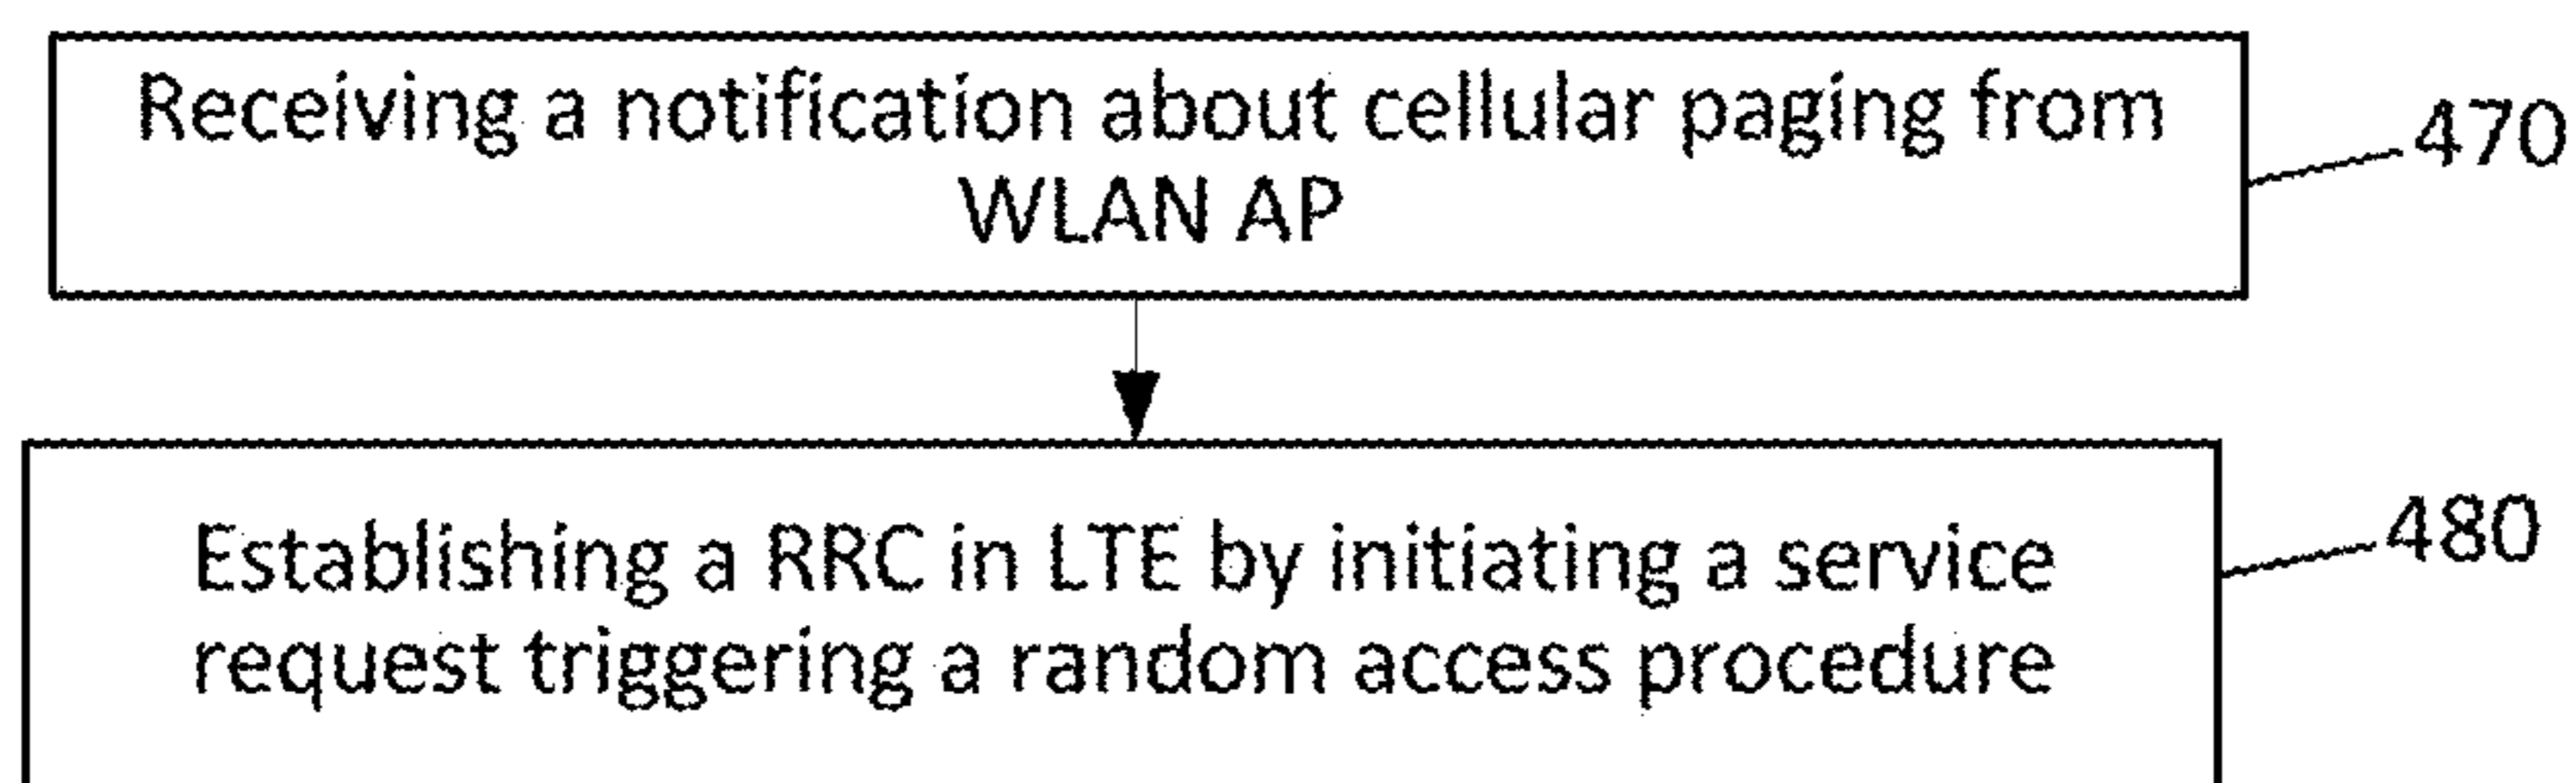 Receiving a notification about cellular paging from
WLAN AP
470
Establishing a RRC in LTE by initiating a service
request triggering a random access procedure
480